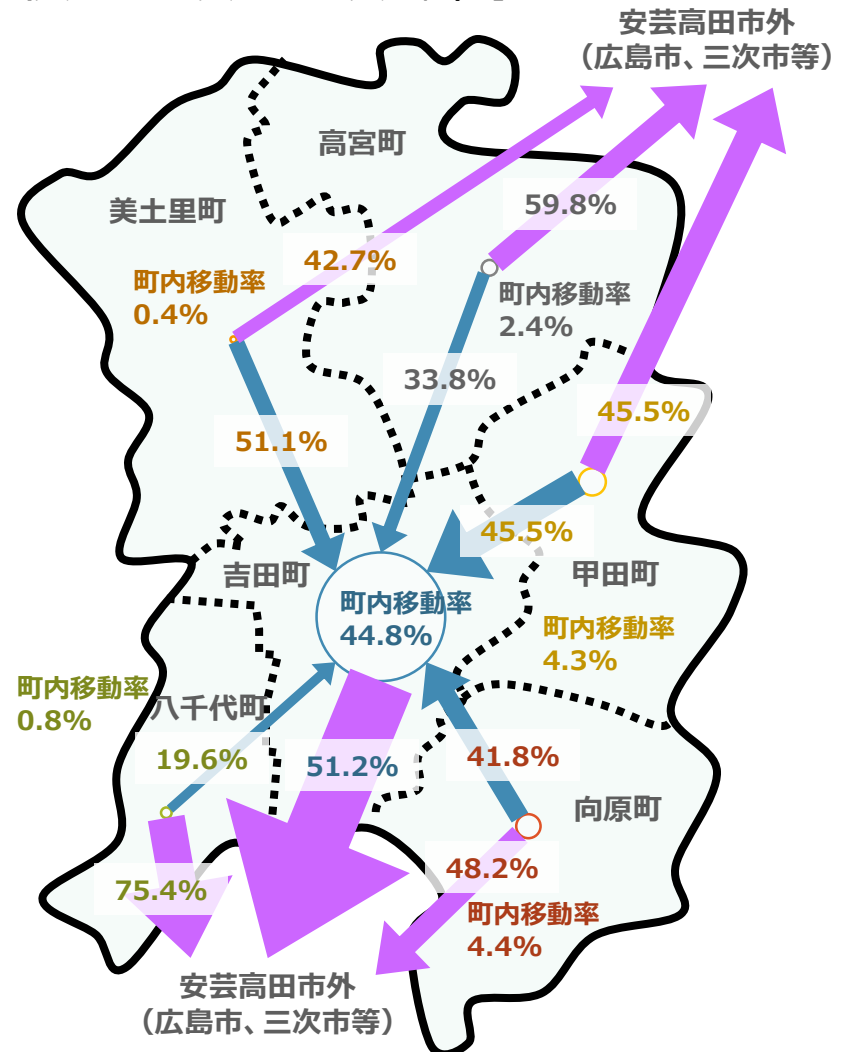 安芸高田市外
（広島市、三次市等）
高宮町
59.8%
美土里町
42.7%
町内移動率
0.4%
町内移動率
2.4%
33.8%
45.5%
51.1%
45.5%
吉田町
甲田町
町内移動率
44.8%
町内移動率
4.3%
町内移動率
0.8%
八千代町
19.6%
51.2%
41.8%
向原町
75.4%
48.2%
町内移動率
4.4%
安芸高田市外
（広島市、三次市等）